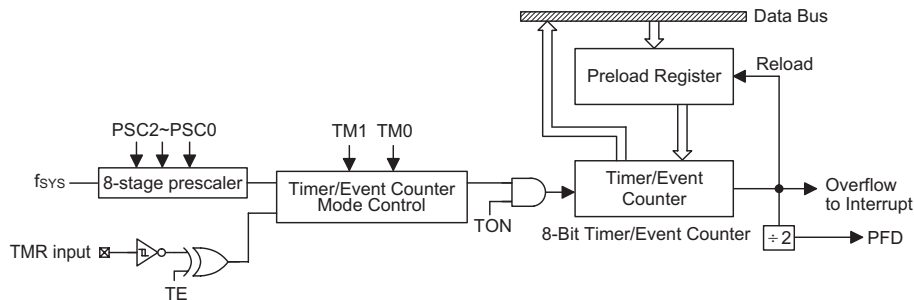 Data Bus
Preload Register
Reload
PSC2~PSC0
TM1 TM0
fSYS
8-stage prescaler
Timer/Event Counter
Mode Control
Timer/Event
Counter
Overflow
to Interrupt
TON
8-Bit Timer/Event Counter
÷2
PFD
TMR input
TE